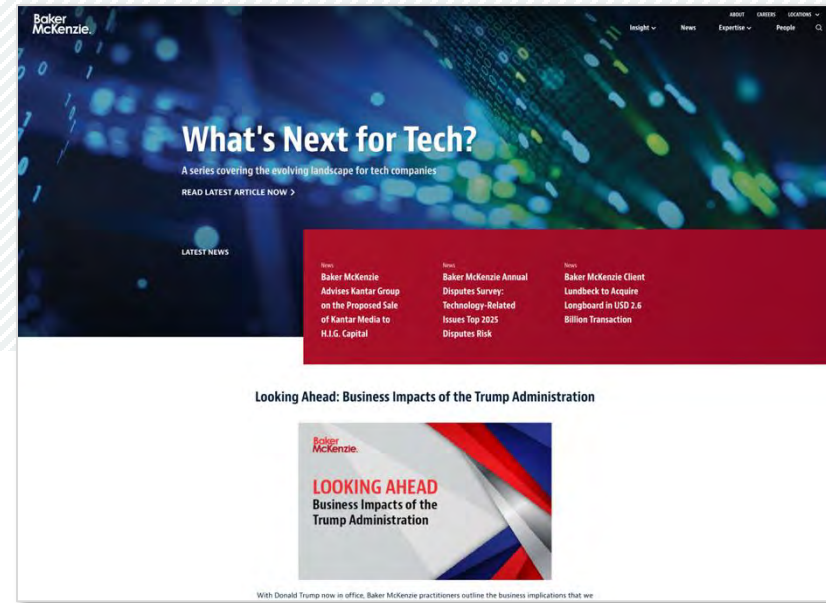 Baker
McKenzie.
ABOUT CAREERS LOCATIONS
Insight News Expertise People
What's Next for Tech?
A series covering the evolving landscape for tech companies
READ LATEST ARTICLE NOW >
LATEST NEWS
News
Baker McKenzie
Advises Kantar Group
on the Proposed Sale
of Kantar Media to
H.I.G. Capital
News
Baker McKenzie Annual
Disputes Survey:
Technology-Related
Issues Top 2025
Disputes Risk
News
Baker McKenzie Client
Lundbeck to Acquire
Longboard in USD 2.6
Billion Transaction
Looking Ahead: Business Impacts of the Trump Administration
Baker
McKenzie.
LOOKING AHEAD
Business Impacts of the
Trump Administration
With Donald Trump now in office, Baker McKenzie practitioners outline the business implications that we